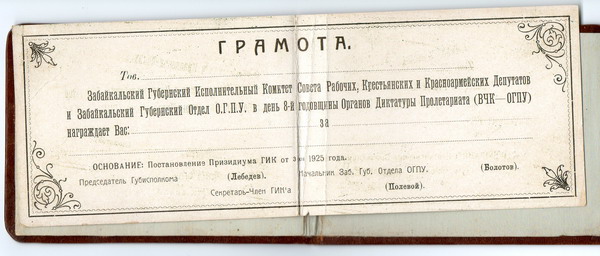 ГРАМОТА.
Тов.
Забайкальский Губернский Исполнительный Комитет Совета Рабочих, Крестьянских и Красноармейских Депутатов
и Забайкальский Губернский Отдел О.Г.П.У. в день 8-й годовщины Органов Диктатуры Пролетариата (ВЧК—ОГПУ)
награждает Вас: за
ОСНОВАНИЕ: Постановления Призидиума ГИК от 1925 года.
Председатель Губисполкома (Лебедев). Начальник Заб. Губ. Отдела ОГПУ. (Болотов).
Секретарь-Член ГИК'а (Полевой).